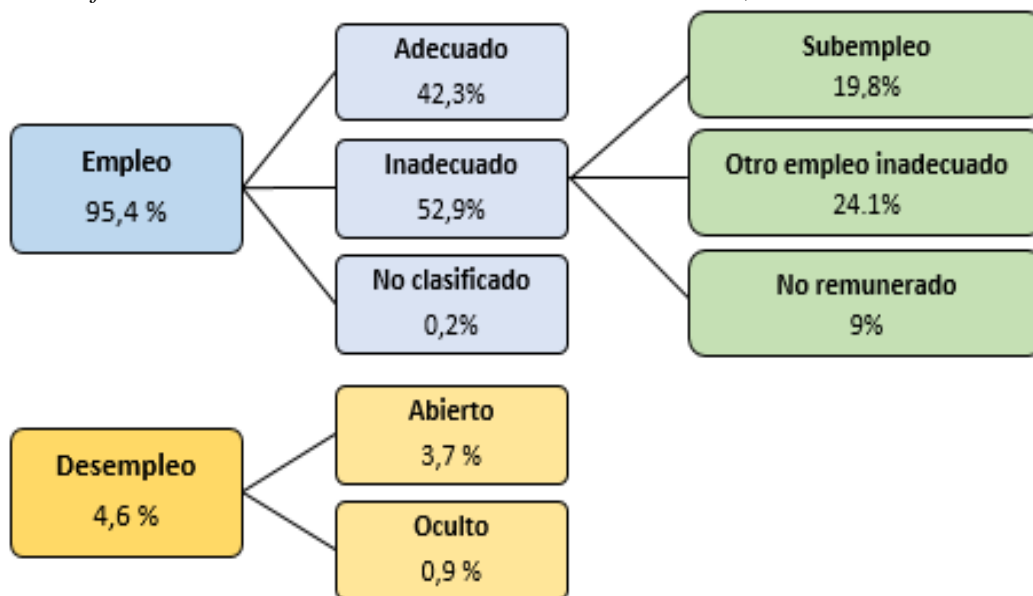 Empleo
95,4 %
Adecuado
42,3%
Inadecuado
52,9%
No clasificado
0,2%
Subempleo
19,8%
Otro empleo inadecuado
24.1%
No remunerado
9%
Desempleo
4,6 %
Abierto
3,7 %
Oculto
0,9 %